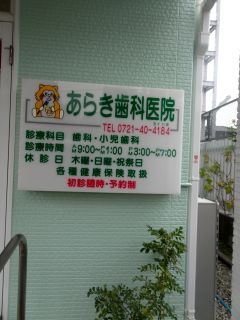 あらき歯科医院
TEL 0721-40-4184
診療科目 歯科・小児歯科
診療時間 AM9:00〜PM1:00 PM3:00〜PM7:00
休診日 木曜・日曜・祝祭日
各種健康保険取扱
初診随時・予約制